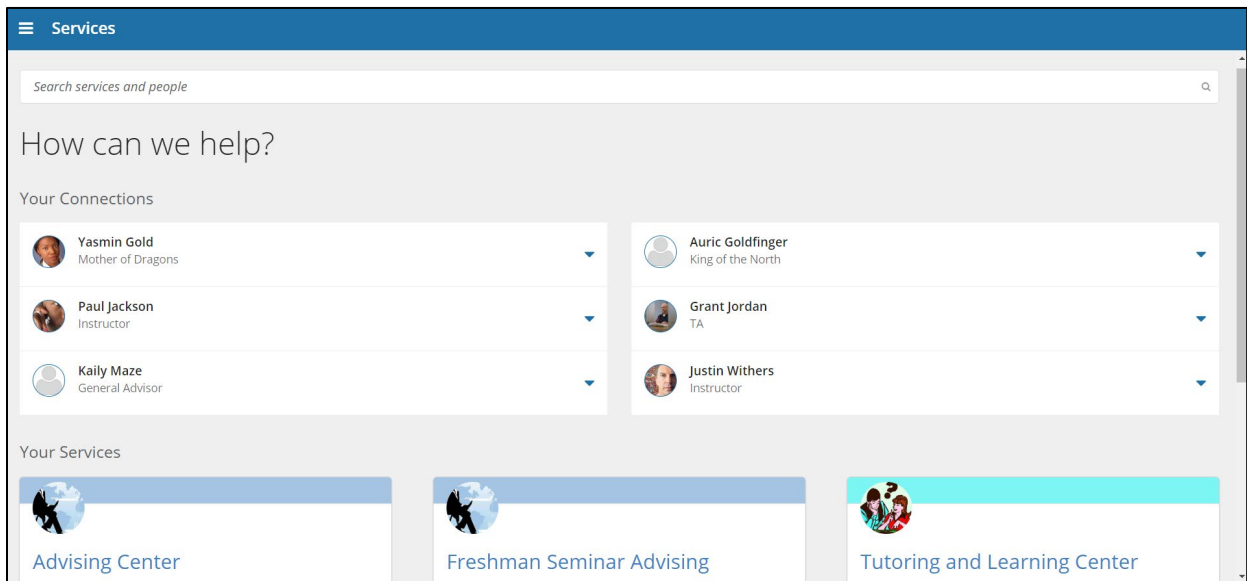 Services
Search services and people
How can we help?
Your Connections
Yasmin Gold
Mother of Dragons
Auric Goldfinger
King of the North
Paul Jackson
Instructor
Grant Jordan
TA
Kaily Maze
General Advisor
Justin Withers
Instructor
Your Services
?
Advising Center
Freshman Seminar Advising
Tutoring and Learning Center